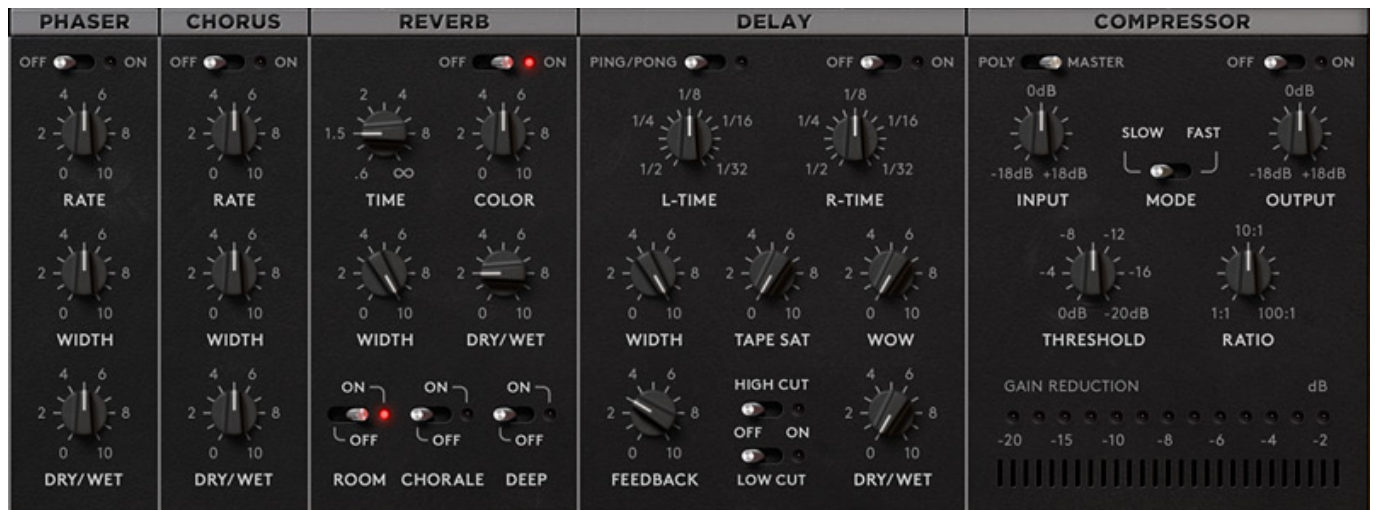 PHASER
OFF ON
4 6
2 8
0 10
RATE
4 6
2 8
0 10
WIDTH
4 6
2 8
0 10
DRY/WET
CHORUS
OFF ON
4 6
2 8
0 10
RATE
4 6
2 8
0 10
WIDTH
4 6
2 8
0 10
DRY/WET
REVERB
OFF ON
2 4
1.5 8
.6 ∞
TIME
4 6
2 8
0 10
COLOR
4 6
2 8
0 10
WIDTH
4 6
2 8
0 10
DRY/WET
ON ON ON
OFF OFF OFF
ROOM CHORALE DEEP
DELAY
PING/PONG OFF ON
1/8
1/4 1/16
1/2 1/32
L-TIME
1/8
1/4 1/16
1/2 1/32
R-TIME
4 6
2 8
0 10
WIDTH
4 6
2 8
0 10
TAPE SAT
4 6
2 8
0 10
WOW
4 6
2 8
0 10
FEEDBACK
HIGH CUT
OFF ON
LOW CUT
4 6
2 8
0 10
DRY/WET
COMPRESSOR
POLY MASTER OFF ON
0dB
-18dB +18dB
INPUT
SLOW FAST
MODE
0dB
-18dB +18dB
OUTPUT
-8 -12
-4 -16
0dB -20dB
THRESHOLD
10:1
1:1 100:1
RATIO
GAIN REDUCTION dB
-20 -15 -10 -8 -6 -4 -2